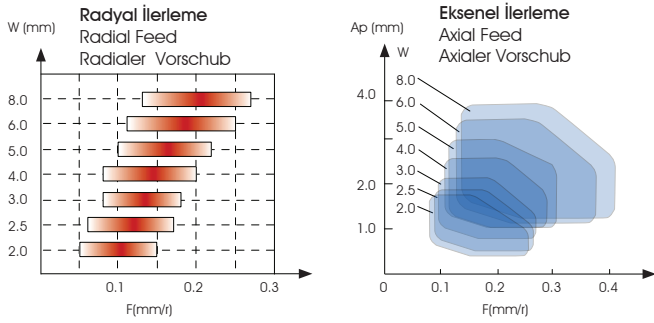 W (mm)
Radyal İlerleme
Radial Feed
Radialer Vorschub
8.0
6.0
5.0
4.0
3.0
2.5
2.0
0.1
0.2
0.3
F(mm/r)
Ap (mm)
Eksenel İlerleme
Axial Feed
Axialer Vorschub
W
8.0
6.0
5.0
4.0
3.0
2.5
2.0
4.0
2.0
1.0
0
0.1
0.2
0.3
0.4
F(mm/r)